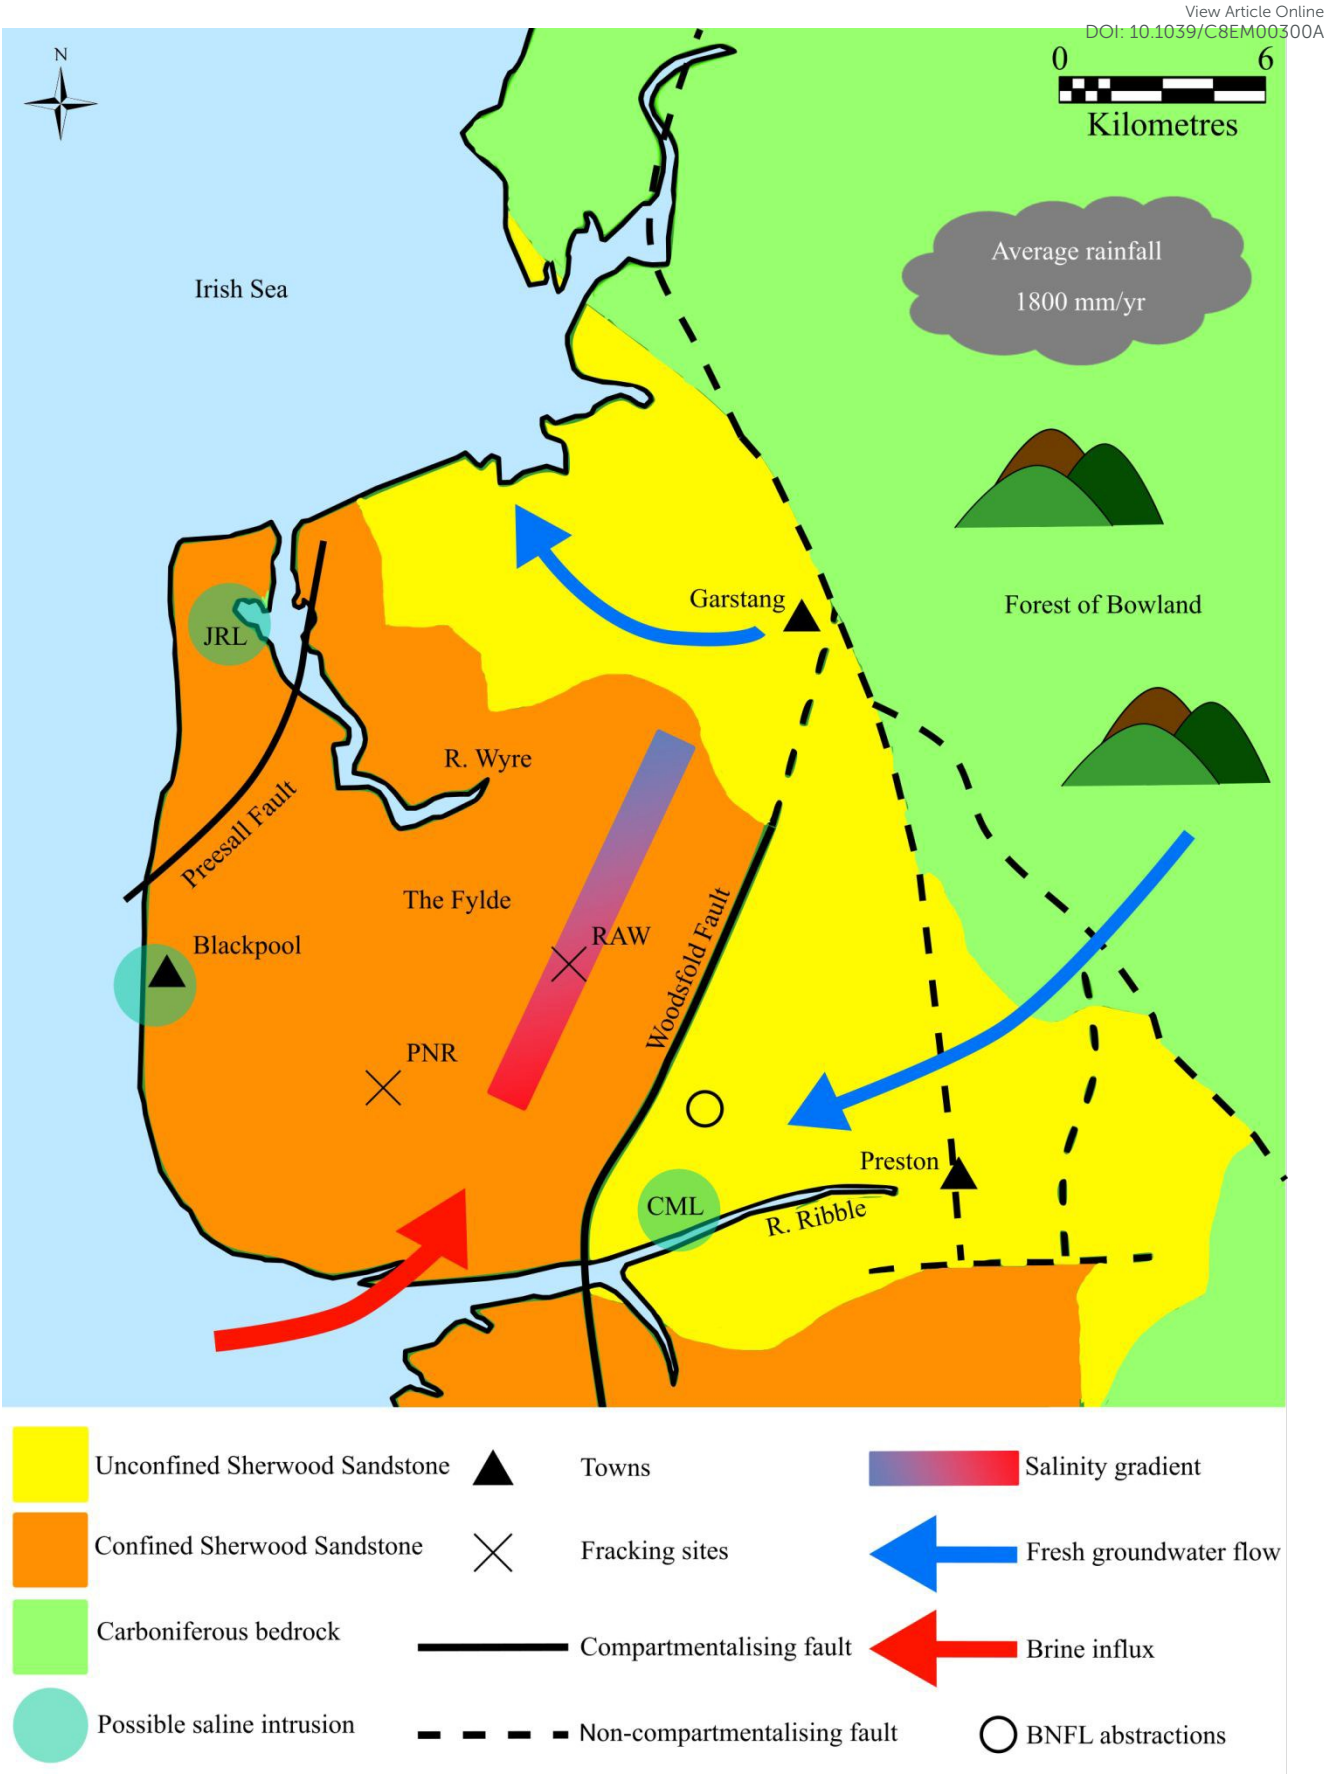 View Article Online
DOI: 10.1039/C8EM00300A
N
0 6
Kilometres
Average rainfall
1800 mm/yr
Irish Sea
Garstang
Forest of Bowland
JRL
R. Wyre
Preesall Fault
The Fylde
Woodsfold Fault
RAW
Blackpool
PNR
Preston
CML
R. Ribble
Unconfined Sherwood Sandstone
Towns
Salinity gradient
Confined Sherwood Sandstone
Fracking sites
Fresh groundwater flow
Carboniferous bedrock
Compartmentalising fault
Brine influx
Possible saline intrusion
Non-compartmentalising fault
BNFL abstractions